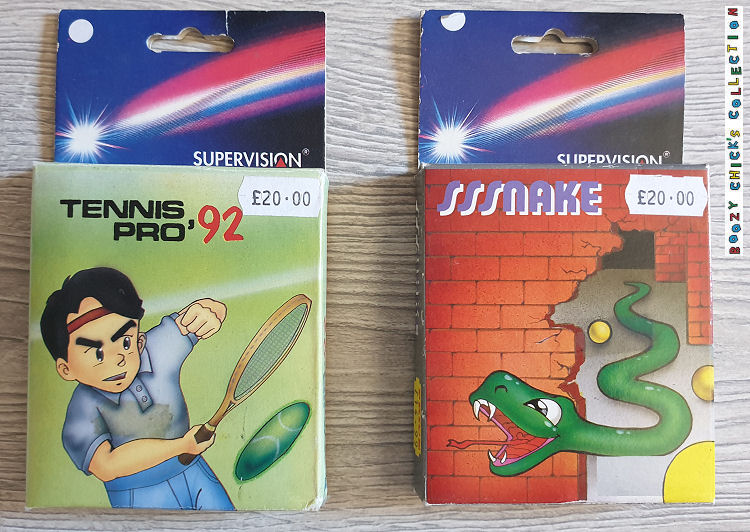 SUPERVISION®
TENNIS
PRO '92
£20·00
SUPERVISION®
SSSNAKE
£20·00
BOOZY CHICK'S COLLECTION